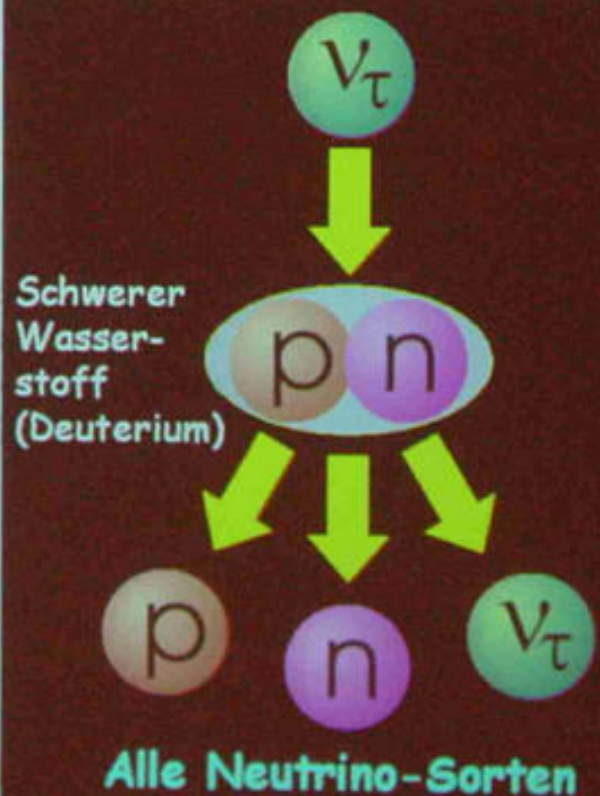 ντ
Schwerer
Wasser-
stoff
(Deuterium)
p n
p
n
ντ
Alle Neutrino-Sorten